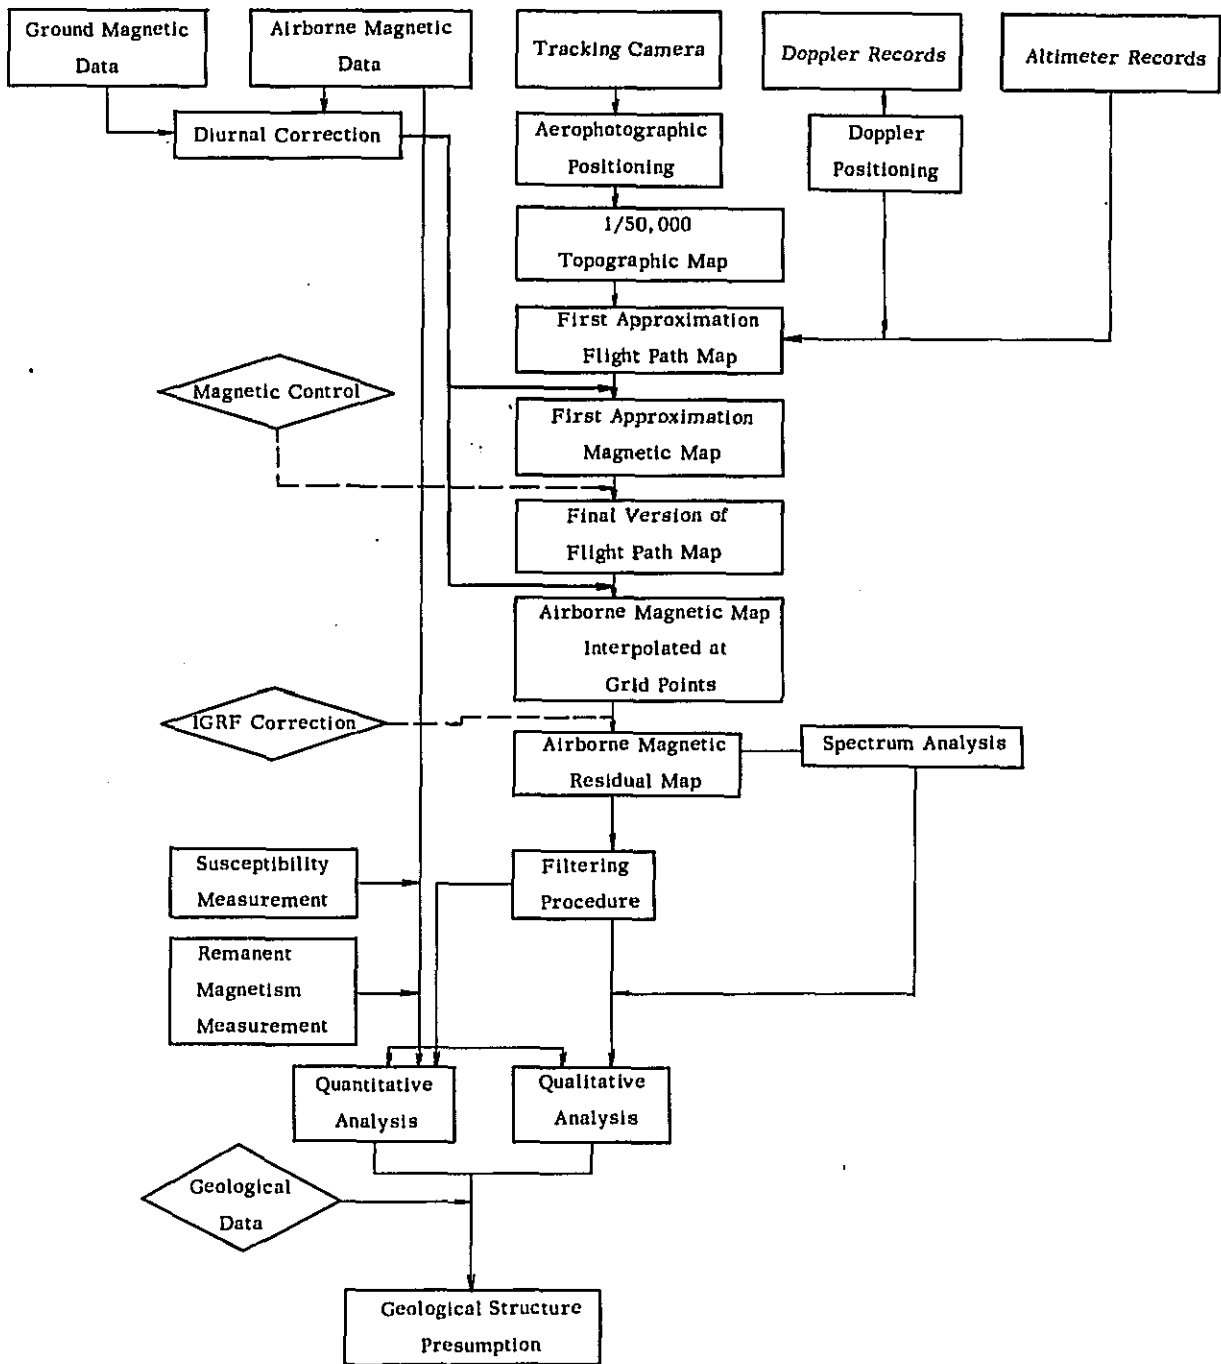 Ground Magnetic
Data
Airborne Magnetic
Data
Tracking Camera
Doppler Records
Altimeter Records
Diurnal Correction
Aerophotographic
Positioning
Doppler
Positioning
1/50,000
Topographic Map
First Approximation
Flight Path Map
Magnetic Control
First Approximation
Magnetic Map
Final Version of
Flight Path Map
Airborne Magnetic Map
Interpolated at
Grid Points
IGRF Correction
Airborne Magnetic
Residual Map
Spectrum Analysis
Susceptibility
Measurement
Filtering
Procedure
Remanent
Magnetism
Measurement
Quantitative
Analysis
Qualitative
Analysis
Geological
Data
Geological Structure
Presumption